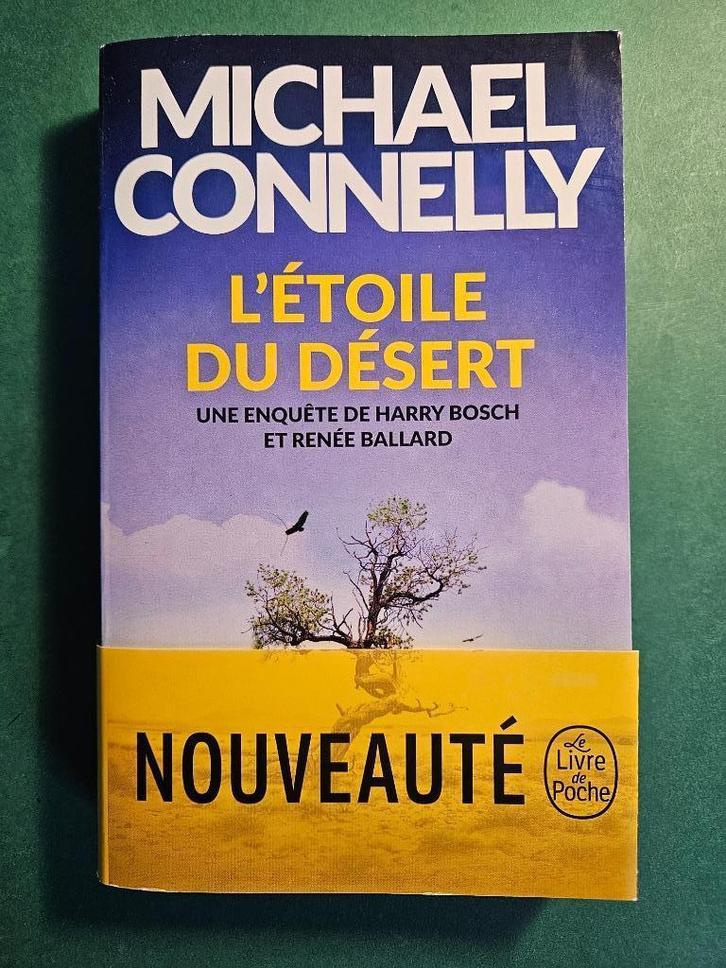 MICHAEL
CONNELLY
L'ÉTOILE
DU DÉSERT
UNE ENQUÊTE DE HARRY BOSCH
ET RENÉE BALLARD
NOUVEAUTÉ
Le
Livre
de
Poche